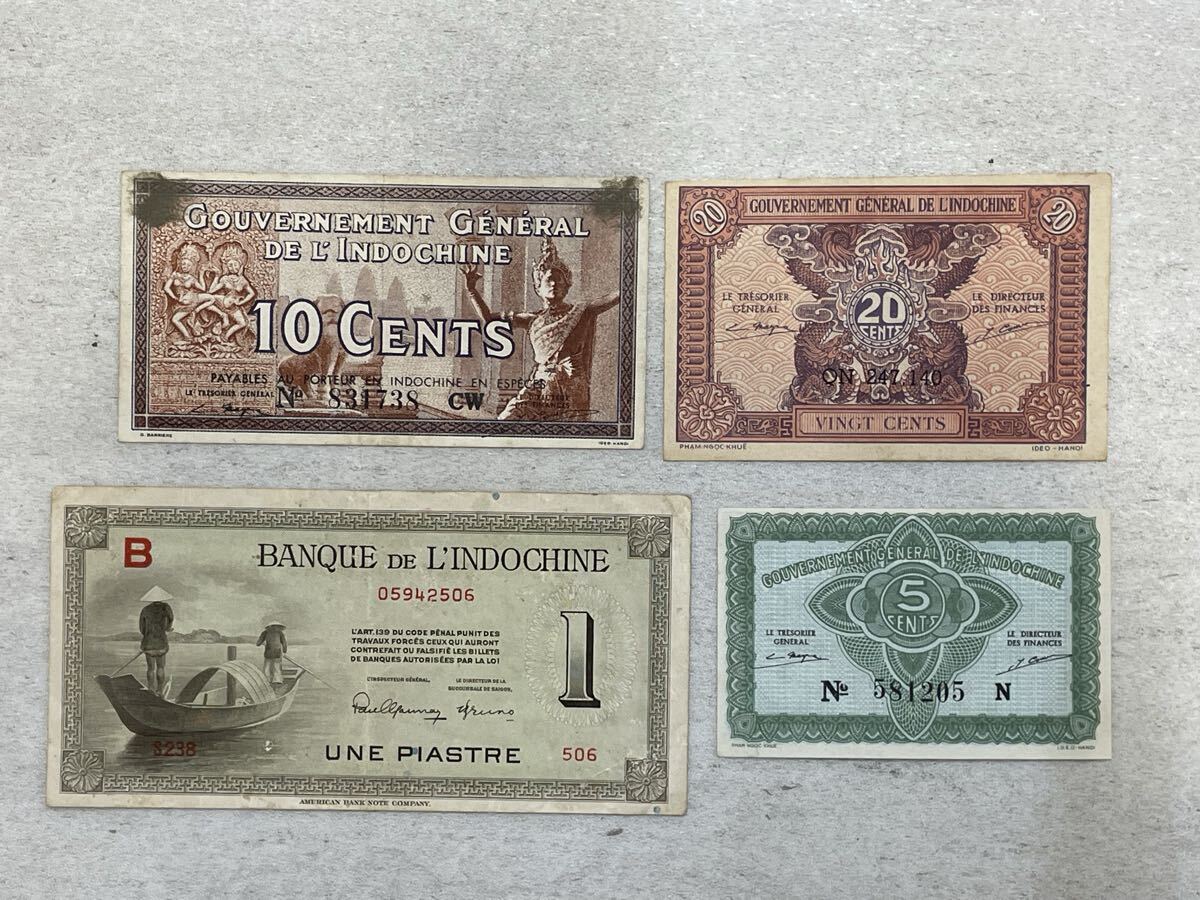 GOUVERNEMENT GÉNÉRAL
DE L'INDOCHINE
10 CENTS
PAYABLES AU PORTEUR EN INDOCHINE EN ESPÈCES
LE TRÉSORIER GÉNÉRAL
No 831738 CW
G. BARRIÈRE
IDEO-HANOI
20 GOUVERNEMENT GÉNÉRAL DE L'INDOCHINE 20
LE TRÉSORIER
GÉNÉRAL
20
CENTS
LE DIRECTEUR
DES FINANCES
QN 247.140
VINGT CENTS
PHAM-NGOC-KHUÊ
IDEO - HANOI
B
BANQUE DE L'INDOCHINE
05942506
L'ART.139 DU CODE PÉNAL PUNIT DES
TRAVAUX FORCÉS CEUX QUI AURONT
CONTREFAIT OU FALSIFIÉ LES BILLETS
DE BANQUES AUTORISÉES PAR LA LOI
1
L'INSPECTEUR GÉNÉRAL,
LE DIRECTEUR DE LA
SUCCURSALE DE SAIGON,
S238
UNE PIASTRE
506
AMERICAN BANK NOTE COMPANY.
GOUVERNEMENT GÉNÉRAL DE L'INDOCHINE
5
CENTS
LE TRÉSORIER
GÉNÉRAL
LE DIRECTEUR
DES FINANCES
No 581205 N
PHAM NGOC KHUE
I.D.E.O-HANOI